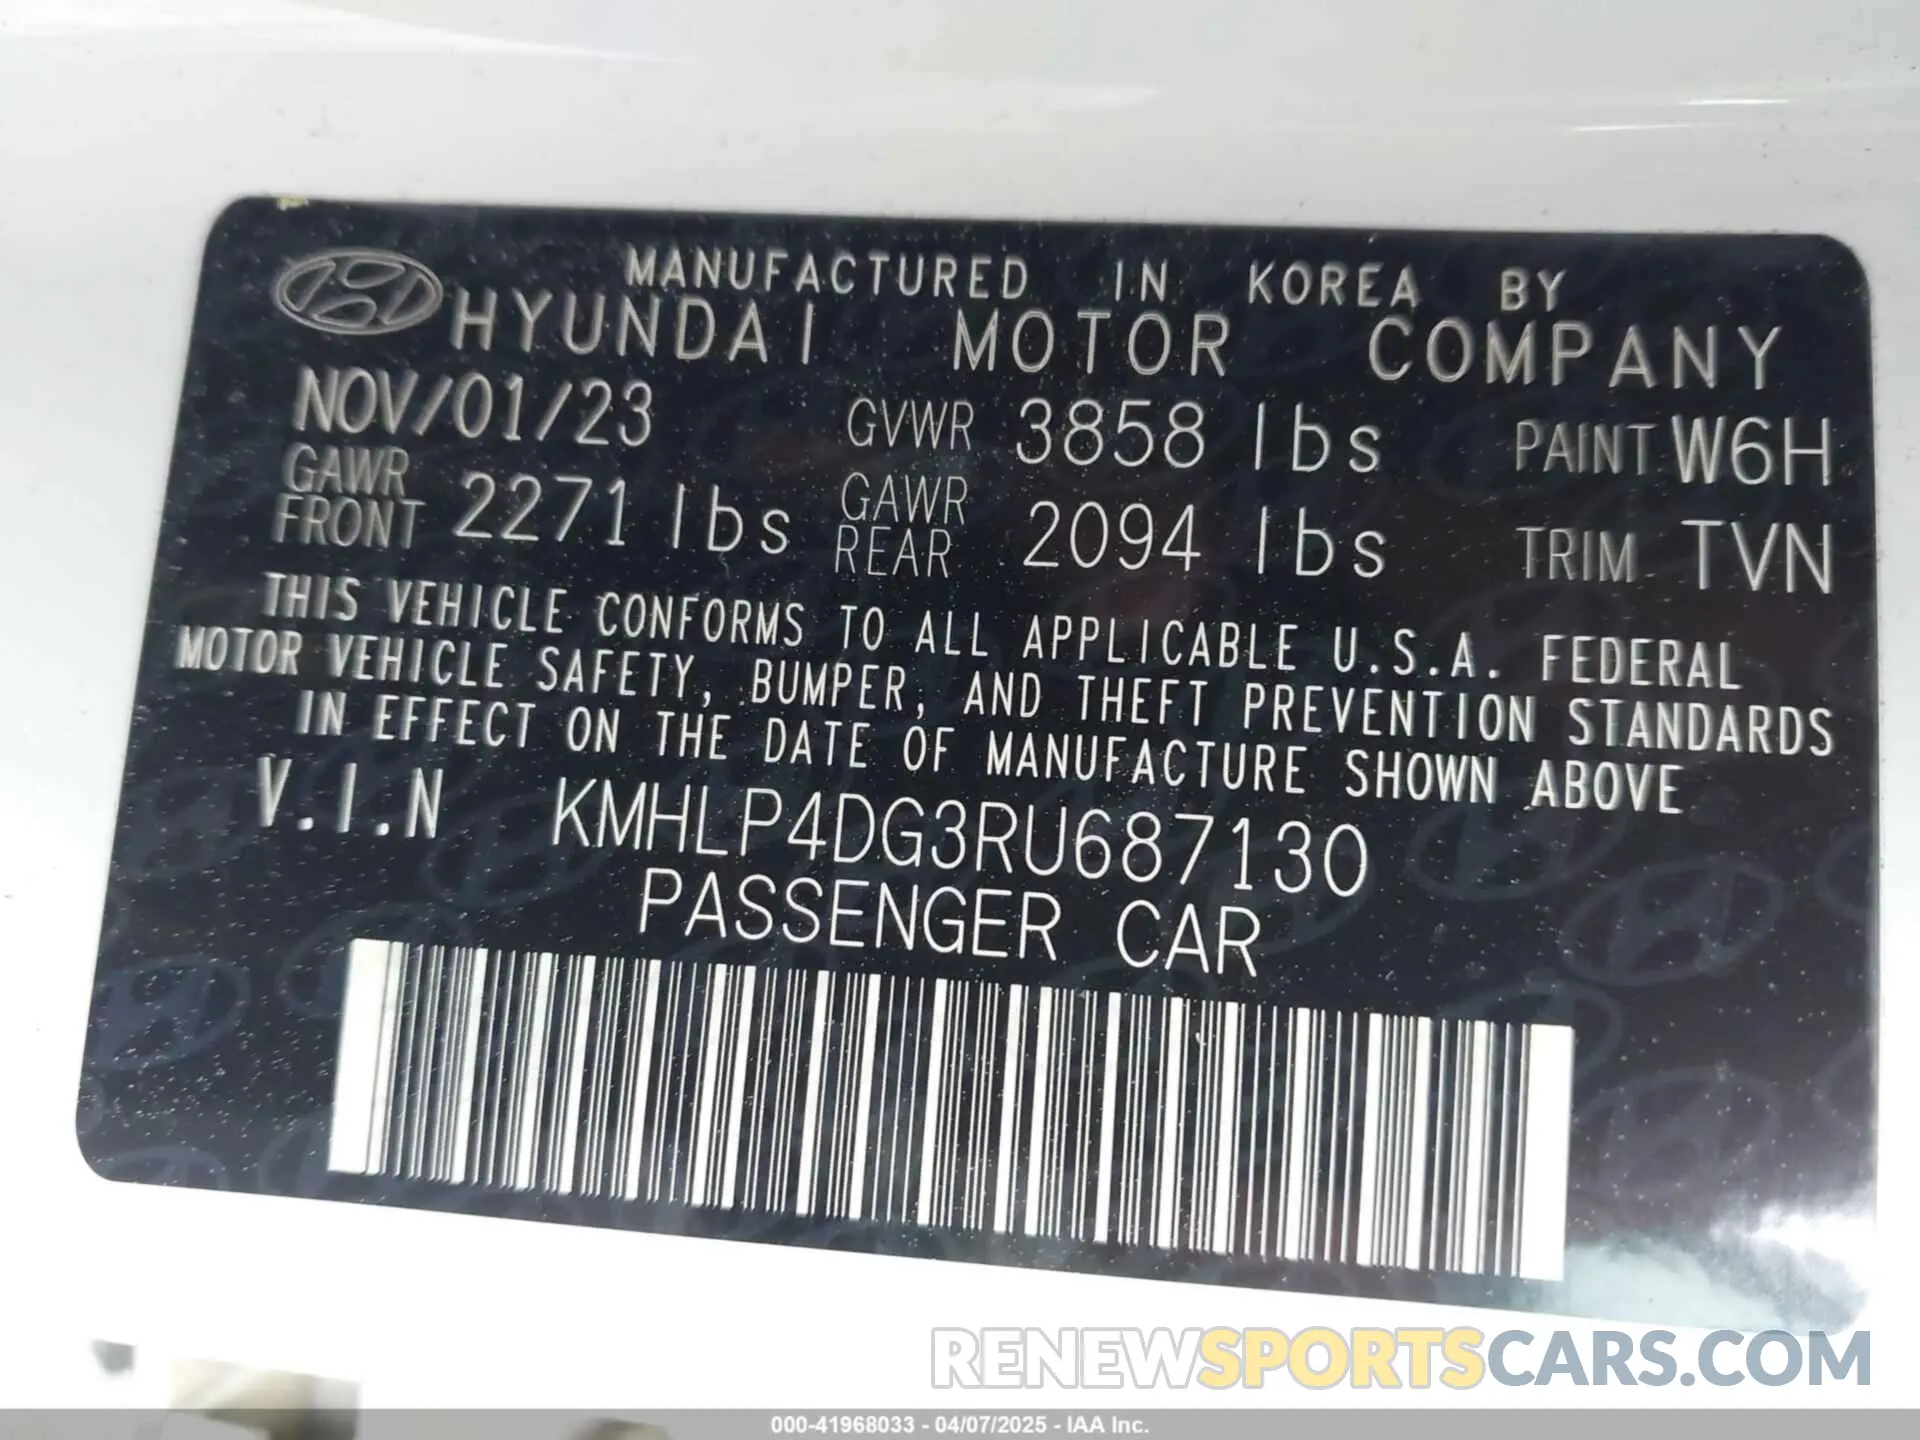 MANUFACTURED IN KOREA BY
HYUNDAI MOTOR COMPANY
NOV/01/23 GVWR 3858 lbs PAINT W6H
GAWR FRONT 2271 lbs GAWR REAR 2094 lbs TRIM TVN
THIS VEHICLE CONFORMS TO ALL APPLICABLE U.S.A. FEDERAL
MOTOR VEHICLE SAFETY, BUMPER, AND THEFT PREVENTION STANDARDS
IN EFFECT ON THE DATE OF MANUFACTURE SHOWN ABOVE
V.I.N KMHLP4DG3RU687130
PASSENGER CAR
RENEWSPORTSCARS.COM
000-41968033 - 04/07/2025 - IAA Inc.